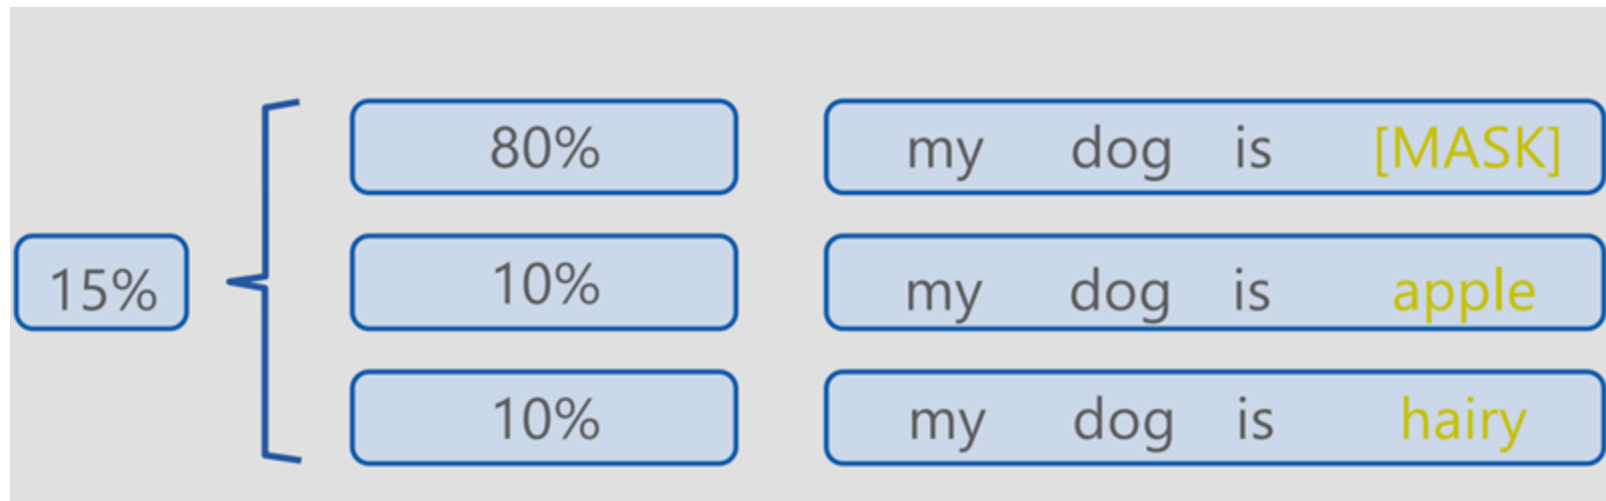 80% my dog is [MASK]
15% 10% my dog is apple
10% my dog is hairy